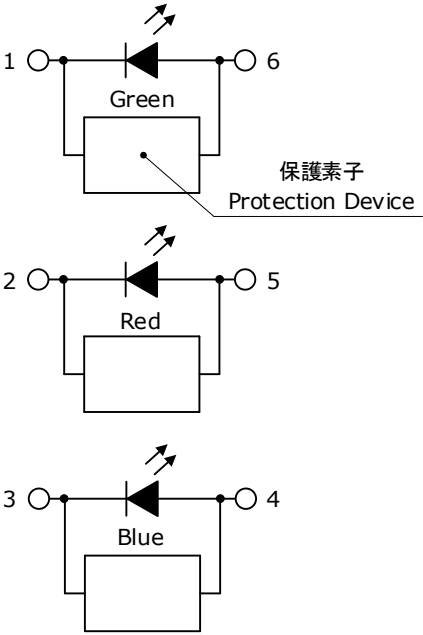 1 6
Green
保護素子
Protection Device
2 5
Red
3 4
Blue